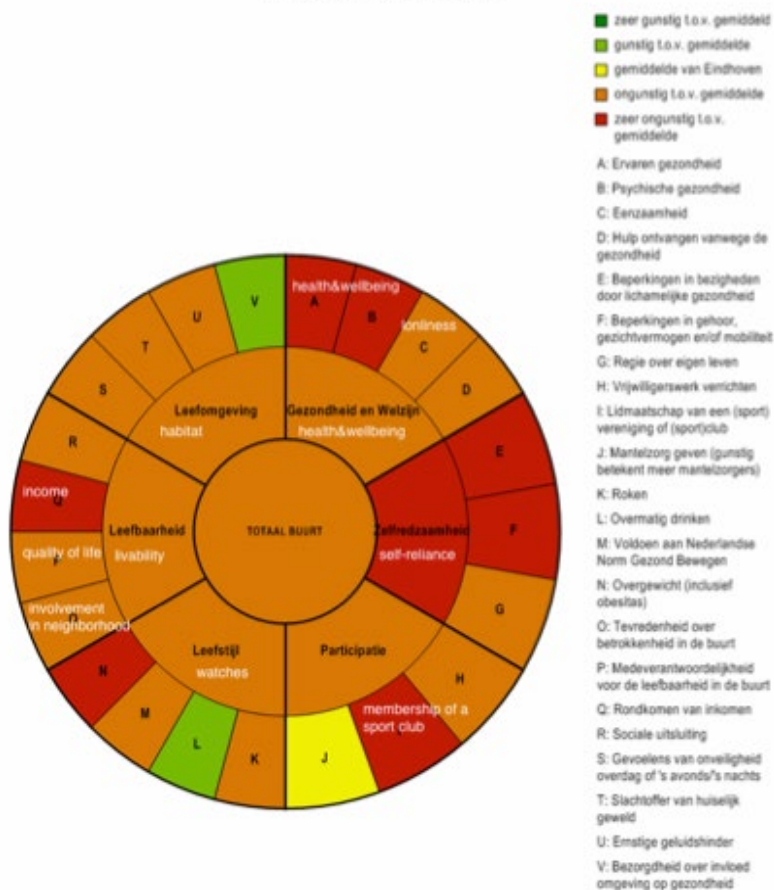 zeer gunstig t.o.v. gemiddeld
gunstig t.o.v. gemiddelde
gemiddelde van Eindhoven
ongunstig t.o.v. gemiddelde
zeer ongunstig t.o.v.
gemiddelde
A: Ervaren gezondheid
B: Psychische gezondheid
C: Eenzaamheid
D: Hulp ontvangen vanwege de
gezondheid
E: Beperkingen in bezigheden
door lichamelijke gezondheid
F: Beperkingen in gehoor,
gezichtvermogen en/of mobiliteit
G: Regie over eigen leven
H: Vrijwilligerswerk verrichten
I: Lidmaatschap van een (sport)
vereniging of (sport)club
J: Mantelzorg geven (gunstig
betekent meer mantelzorgers)
K: Roken
L: Overmatig drinken
M: Voldoen aan Nederlandse
Norm Gezond Bewegen
N: Overgewicht (inclusief
obesitas)
O: Tevredenheid over
betrokkenheid in de buurt
P: Medeverantwoordelijkheid
voor de leefbaarheid in de buurt
Q: Rondkomen van inkomen
R: Sociale uitsluiting
S: Gevoelens van onveiligheid
overdag of 's avonds/'s nachts
T: Slachtoffer van huiselijk
geweld
U: Ernstige geluidshinder
V: Bezorgdheid over invloed
omgeving op gezondheid
health&wellbeing
A
B
lonliness
C
D
E
F
G
H
membership of a
sport club
J
K
L
M
N
involvement
in neighborhood
quality of life
P
income
Q
R
S
T
U
V
Leefomgeving
habitat
Gezondheid en Welzijn
health&wellbeing
Leefbaarheid
livability
TOTAAL BUURT
Zelfredzaamheid
self-reliance
Leefstijl
watches
Participatie